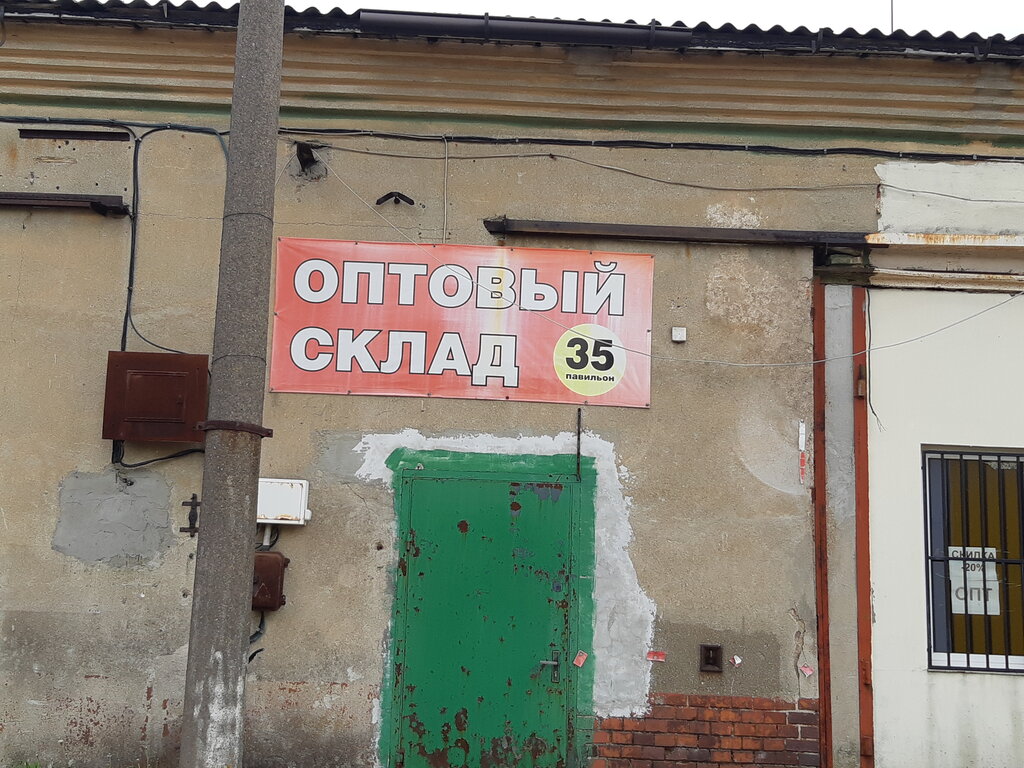 ОПТОВЫЙ
СКЛАД
35
павильон
СКИДКА
-20%
ОПТ